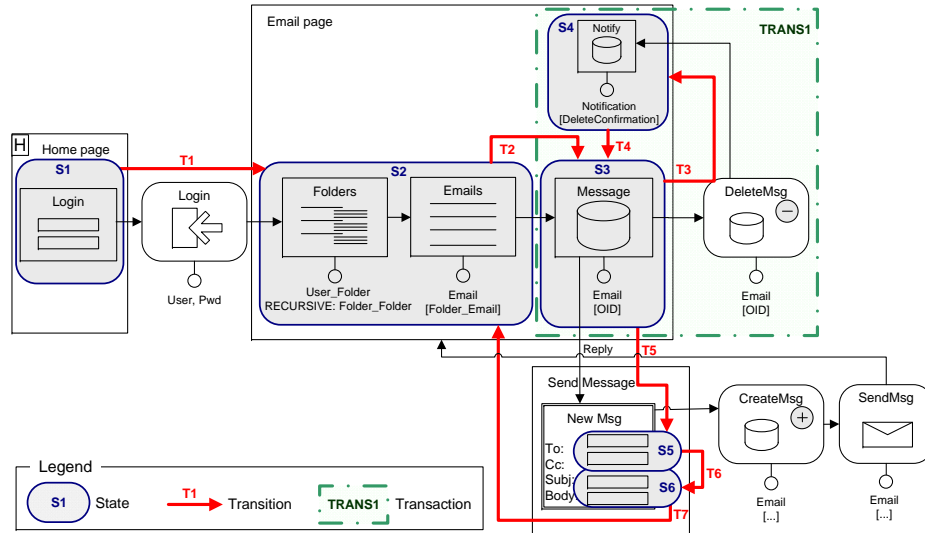 Email page
S4
Notify
TRANS1
Notification
[DeleteConfirmation]
H
Home page
S1
Login
T1
Login
User, Pwd
T2
T4
T3
S2
Folders
Emails
User_Folder
RECURSIVE: Folder_Folder
Email
[Folder_Email]
S3
Message
Email
[OID]
DeleteMsg
Email
[OID]
Reply
T5
Send Message
New Msg
To:
Cc:
Subj:
Body:
S5
S6
T6
T7
CreateMsg
Email
[...]
SendMsg
Email
[...]
Legend
S1
State
T1
Transition
TRANS1
Transaction